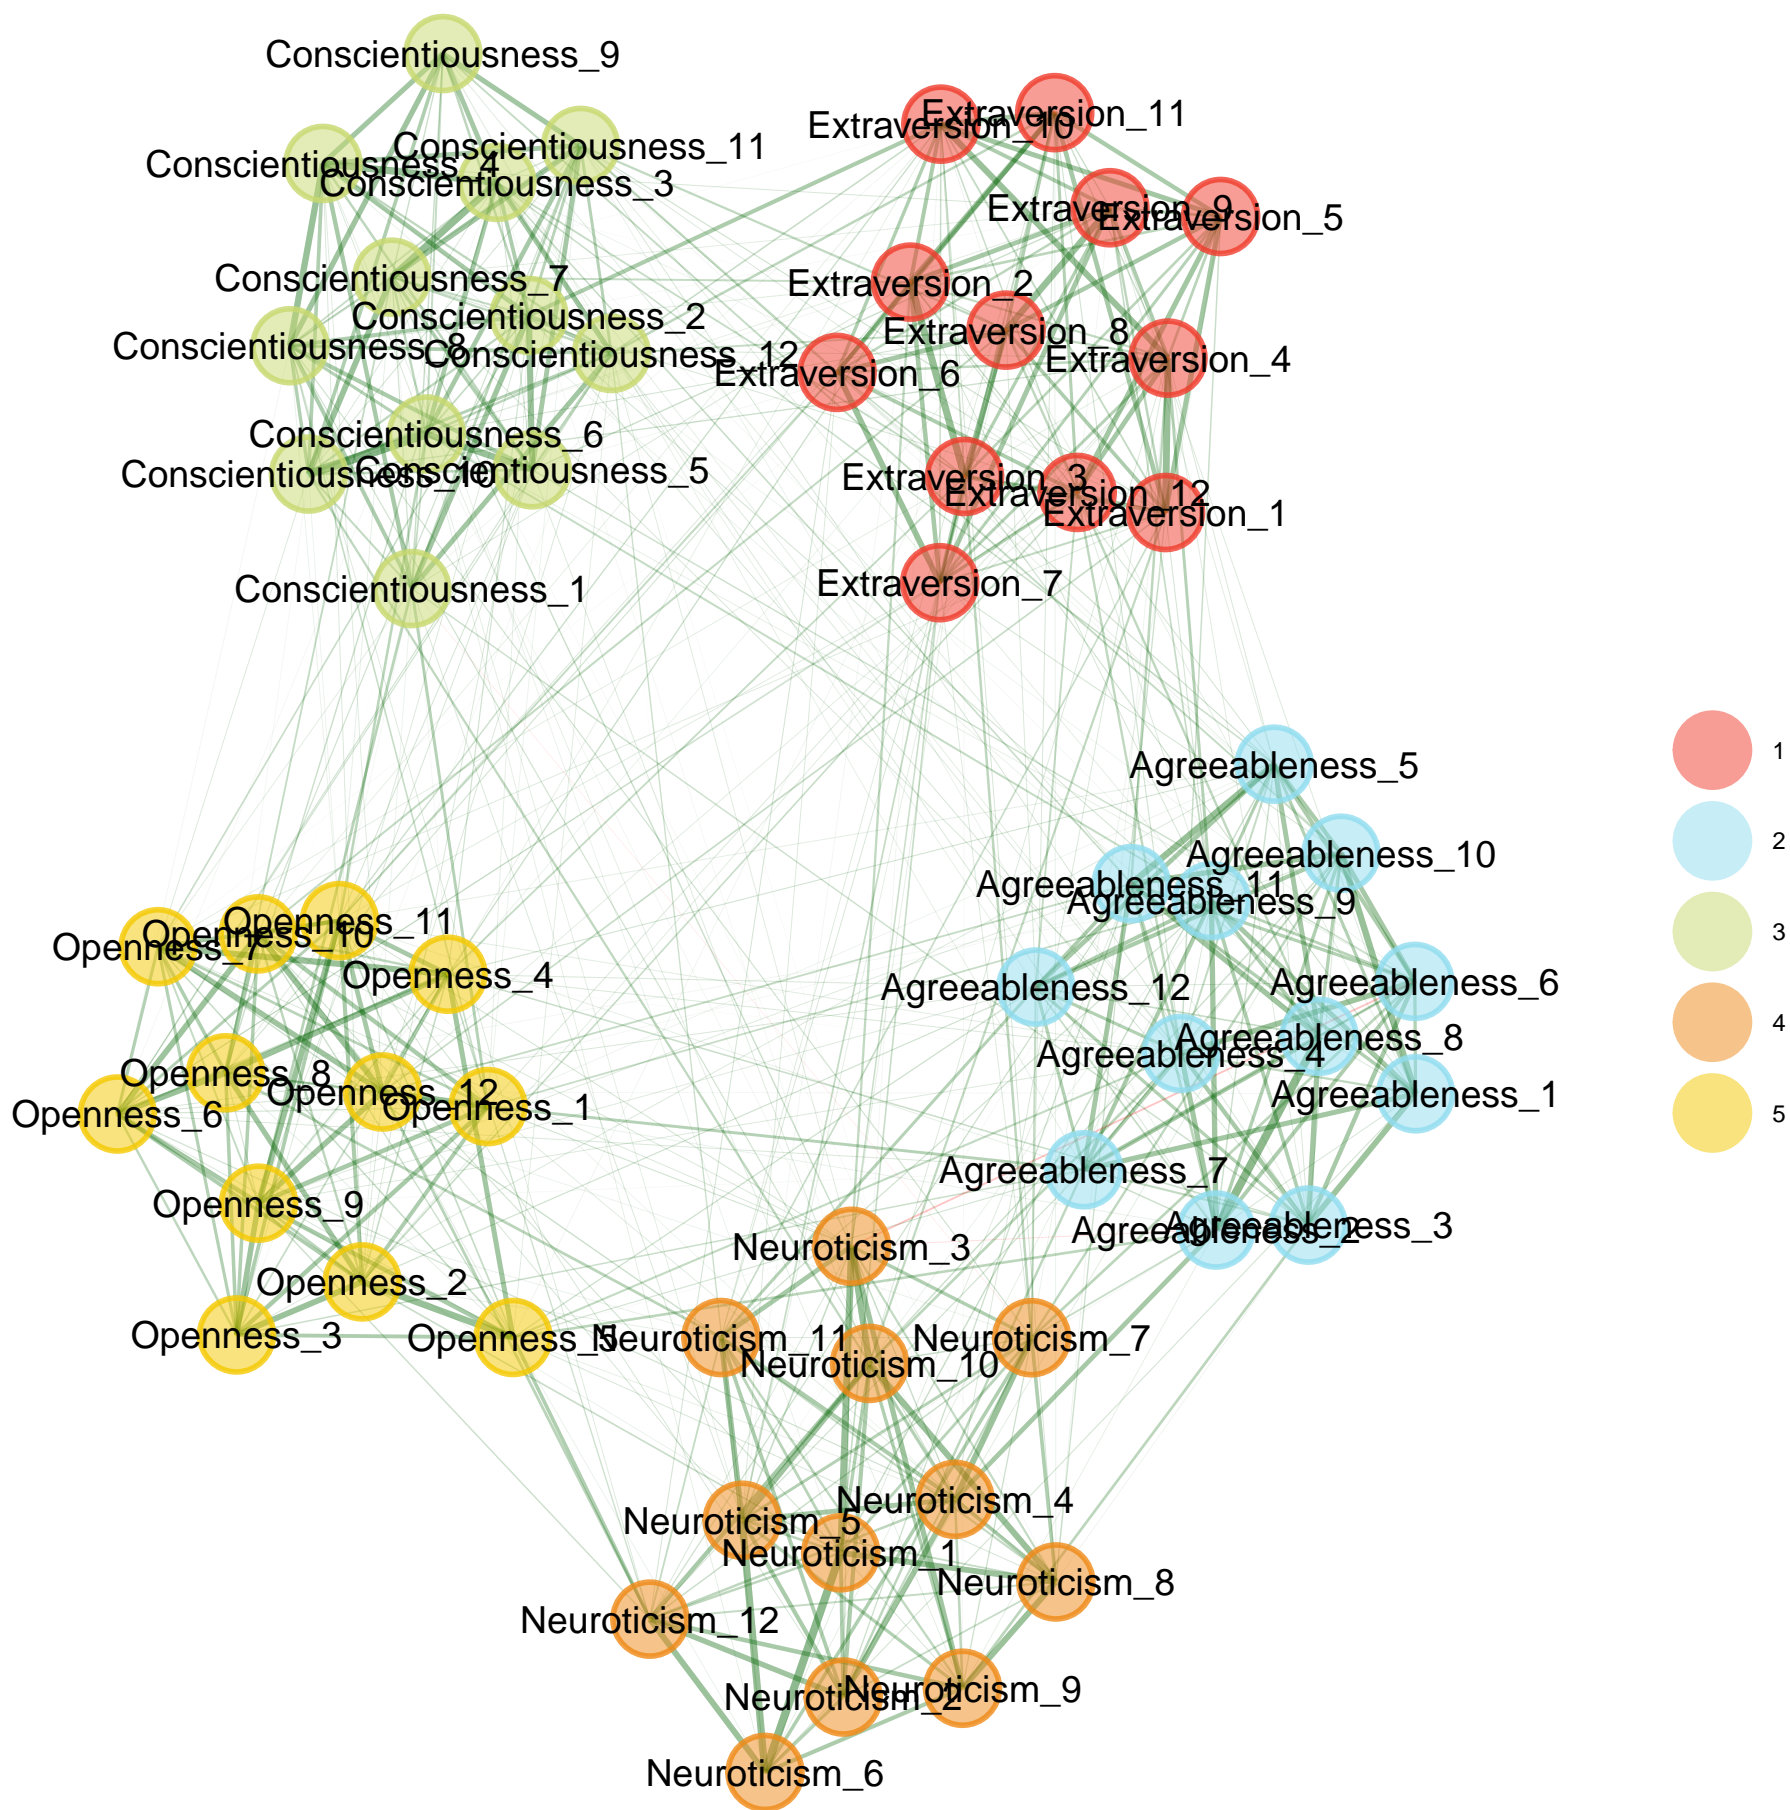 Conscientiousness_9
Extraversion_11
Extraversion_10
Conscientiousness_11
Conscientiousness_4
Conscientiousness_3
Extraversion_9
Extraversion_5
Conscientiousness_7
Extraversion_2
Conscientiousness_2
Extraversion_8
Conscientiousness_8
Conscientiousness_12
Extraversion_4
Extraversion_6
Conscientiousness_6
Conscientiousness_10
Conscientiousness_5
Extraversion_3
Extraversion_12
Extraversion_1
Extraversion_7
Conscientiousness_1
Agreeableness_5
Agreeableness_10
Agreeableness_11
Agreeableness_9
Openness_11
Openness_10
Openness_7
Openness_4
Agreeableness_12
Agreeableness_6
Agreeableness_8
Agreeableness_4
Openness_8
Openness_12
Openness_1
Openness_6
Agreeableness_1
Agreeableness_7
Openness_9
Agreeableness_2
Agreeableness_3
Neuroticism_3
Openness_2
Openness_3
Openness_5
Neuroticism_11
Neuroticism_7
Neuroticism_10
Neuroticism_4
Neuroticism_5
Neuroticism_1
Neuroticism_8
Neuroticism_12
Neuroticism_2
Neuroticism_9
Neuroticism_6
1
2
3
4
5